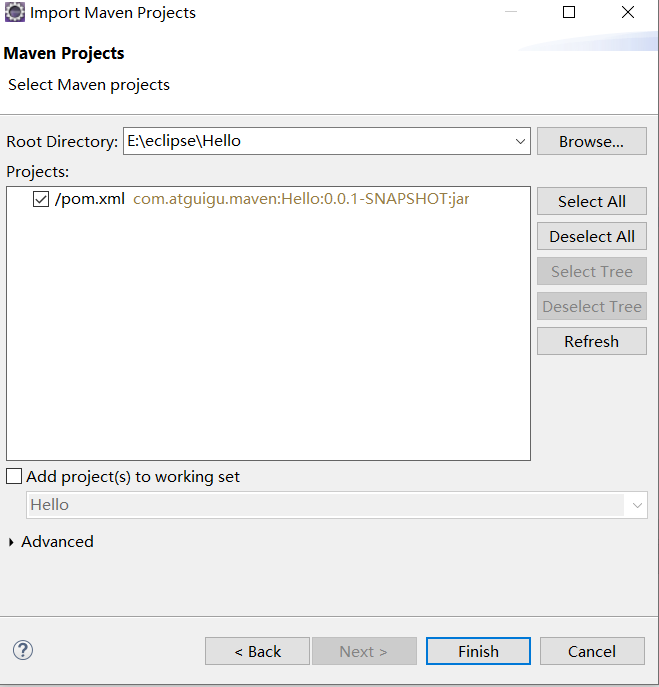 Import Maven Projects
Maven Projects
Select Maven projects
Root Directory: E:\eclipse\Hello Browse...
Projects:
/pom.xml com.atguigu.maven:Hello:0.0.1-SNAPSHOT:jar
Select All
Deselect All
Select Tree
Deselect Tree
Refresh
Add project(s) to working set
Hello
Advanced
? < Back Next > Finish Cancel